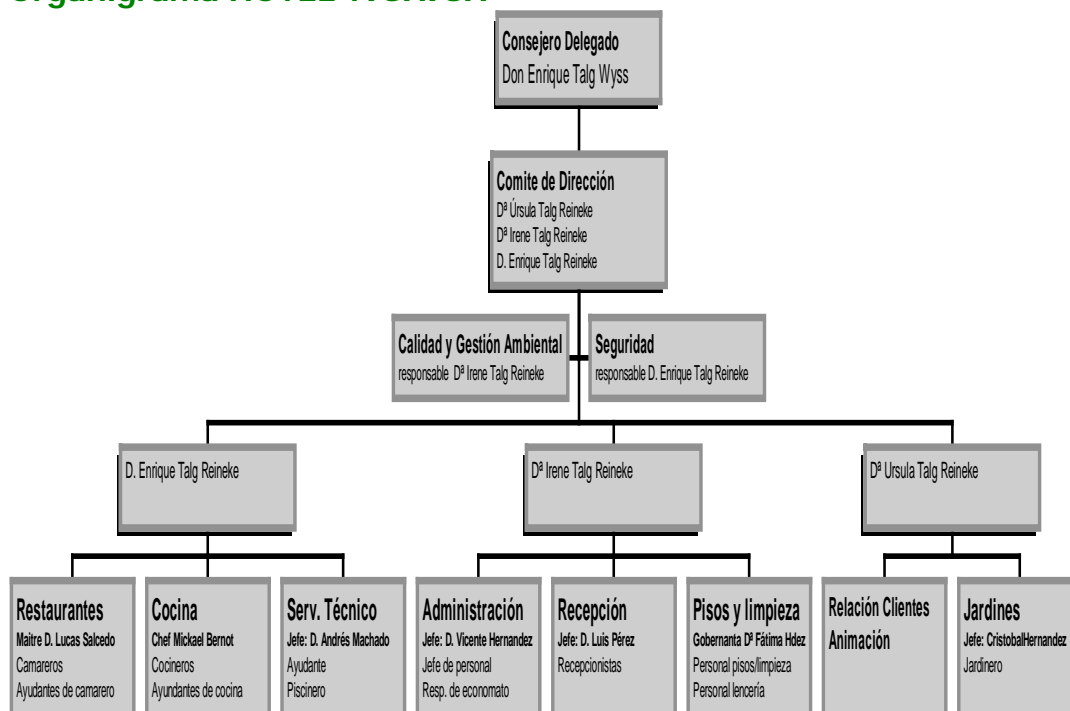 Organigrama HOTEL
Consejero Delegado
Don Enrique Talg Wyss
Comite de Dirección
Dª Úrsula Talg Reineke
Dª Irene Talg Reineke
D. Enrique Talg Reineke
Calidad y Gestión Ambiental
responsable Dª Irene Talg Reineke
Seguridad
responsable D. Enrique Talg Reineke
D. Enrique Talg Reineke
Dª Irene Talg Reineke
Dª Ursula Talg Reineke
Restaurantes
Maitre D. Lucas Salcedo
Camareros
Ayudantes de camarero
Cocina
Chef Mickael Bernot
Cocineros
Ayundantes de cocina
Serv. Técnico
Jefe: D. Andrés Machado
Ayudante
Piscinero
Administración
Jefe: D. Vicente Hernandez
Jefe de personal
Resp. de economato
Recepción
Jefe: D. Luis Pérez
Recepcionistas
Pisos y limpieza
Gobernanta Dª Fátima Hdez
Personal pisos/limpieza
Personal lencería
Relación Clientes
Animación
Jardines
Jefe: CristobalHernandez
Jardinero